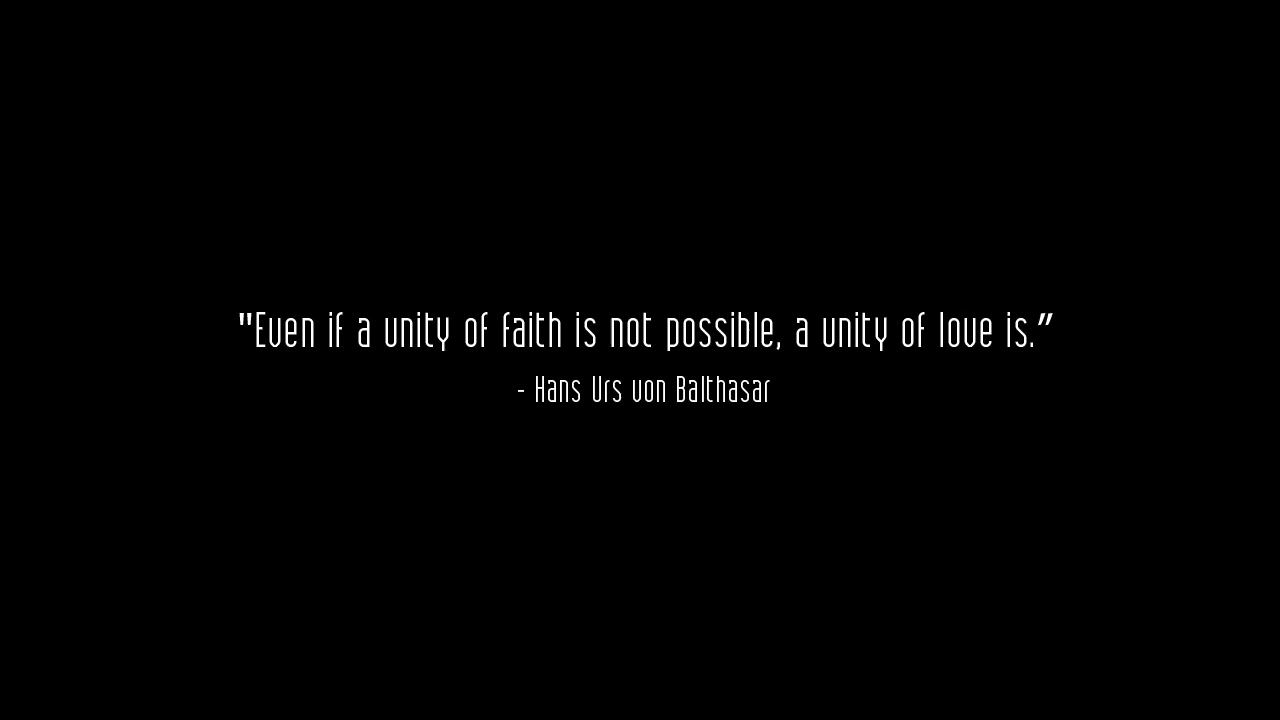 "Even if a unity of faith is not possible, a unity of love is.”
- Hans Urs von Balthasar